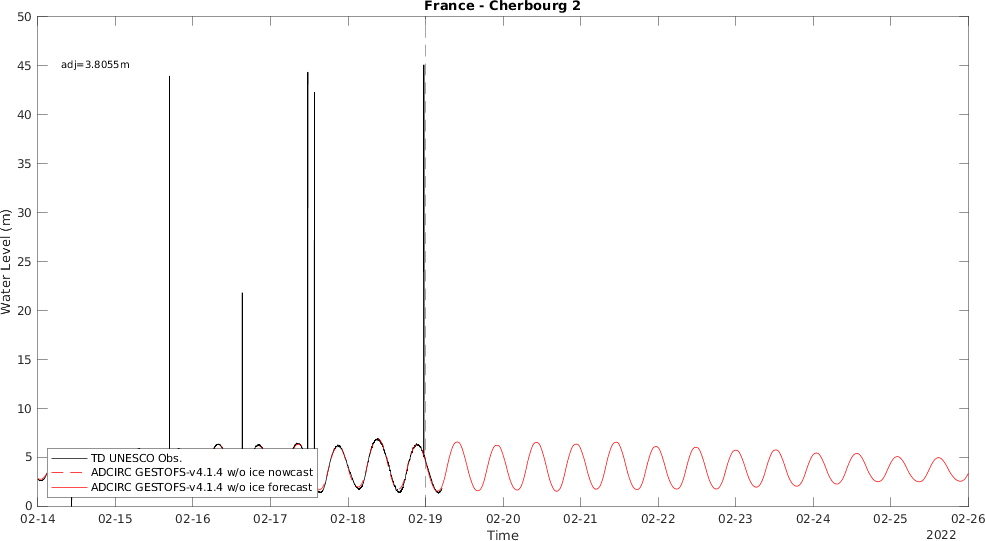 France - Cherbourg 2
50
45
40
35
30
25
20
15
10
5
0
Water Level (m)
adj=3.8055m
TD UNESCO Obs.
ADCIRC GESTOFS-v4.1.4 w/o ice nowcast
ADCIRC GESTOFS-v4.1.4 w/o ice forecast
02-14 02-15 02-16 02-17 02-18 02-19 02-20 02-21 02-22 02-23 02-24 02-25 02-26
Time
2022